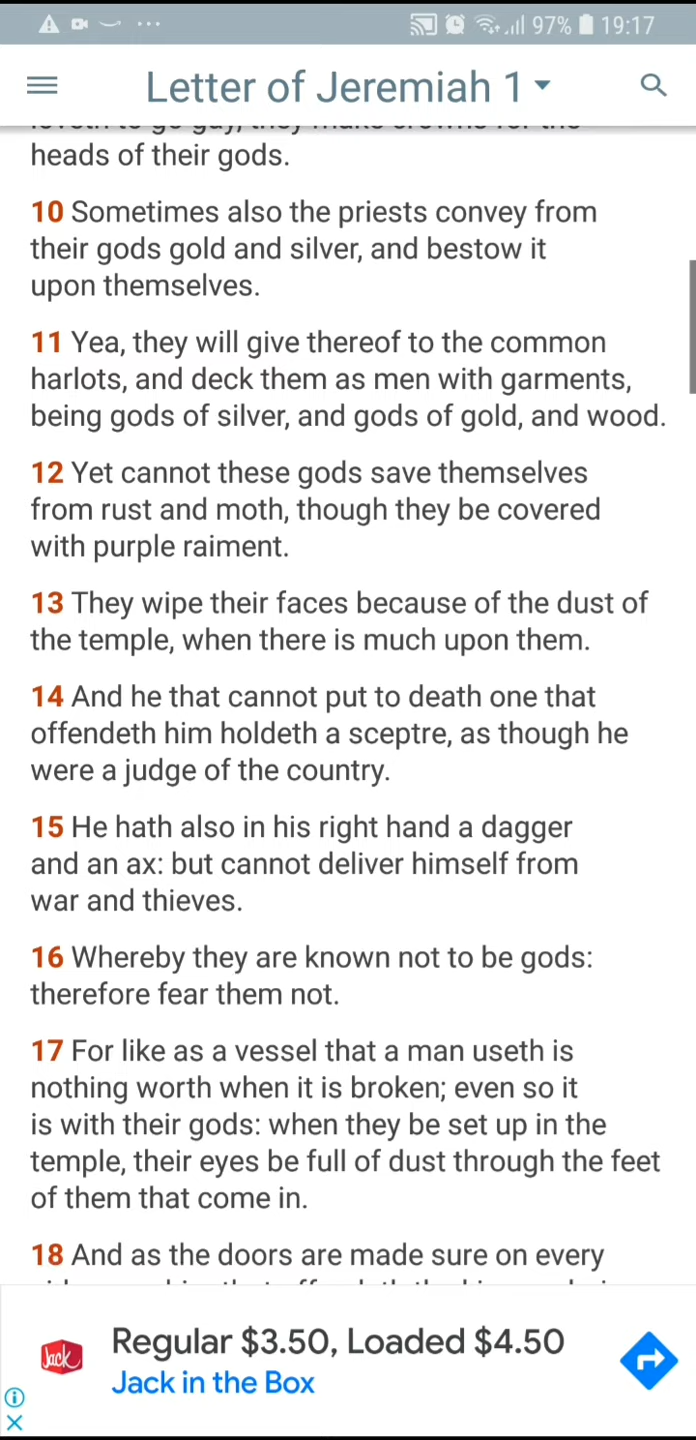 97% 19:17
Letter of Jeremiah 1
loveth to go gay, they make crowns for the
heads of their gods.
10 Sometimes also the priests convey from
their gods gold and silver, and bestow it
upon themselves.
11 Yea, they will give thereof to the common
harlots, and deck them as men with garments,
being gods of silver, and gods of gold, and wood.
12 Yet cannot these gods save themselves
from rust and moth, though they be covered
with purple raiment.
13 They wipe their faces because of the dust of
the temple, when there is much upon them.
14 And he that cannot put to death one that
offendeth him holdeth a sceptre, as though he
were a judge of the country.
15 He hath also in his right hand a dagger
and an ax: but cannot deliver himself from
war and thieves.
16 Whereby they are known not to be gods:
therefore fear them not.
17 For like as a vessel that a man useth is
nothing worth when it is broken; even so it
is with their gods: when they be set up in the
temple, their eyes be full of dust through the feet
of them that come in.
18 And as the doors are made sure on every
Jack
Regular $3.50, Loaded $4.50
Jack in the Box